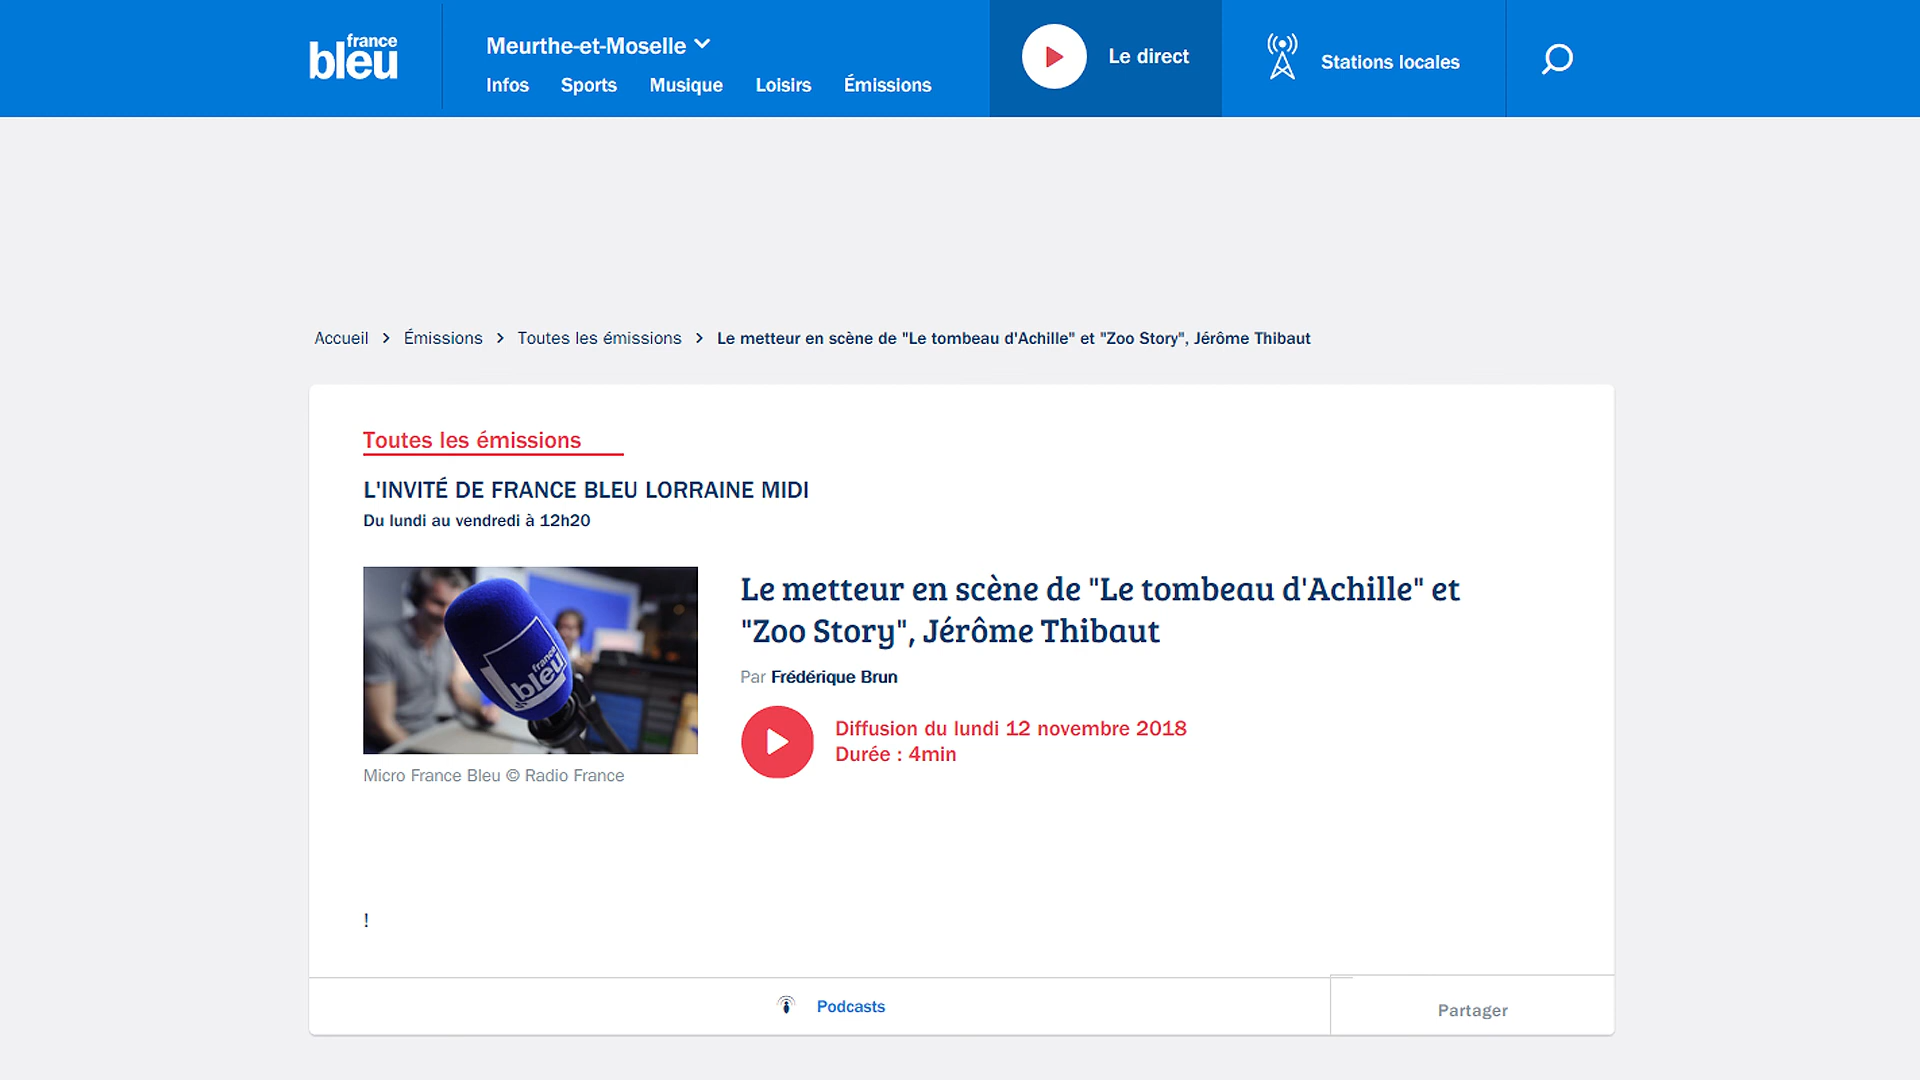 france
bleu
Meurthe-et-Moselle
Infos Sports Musique Loisirs Émissions
Le direct
Stations locales
Accueil > Émissions > Toutes les émissions > Le metteur en scène de "Le tombeau d'Achille" et "Zoo Story", Jérôme Thibaut
Toutes les émissions
L'INVITÉ DE FRANCE BLEU LORRAINE MIDI
Du lundi au vendredi à 12h20
france
bleu
Micro France Bleu © Radio France
Le metteur en scène de "Le tombeau d'Achille" et
"Zoo Story", Jérôme Thibaut
Par Frédérique Brun
Diffusion du lundi 12 novembre 2018
Durée : 4min
!
Podcasts
Partager